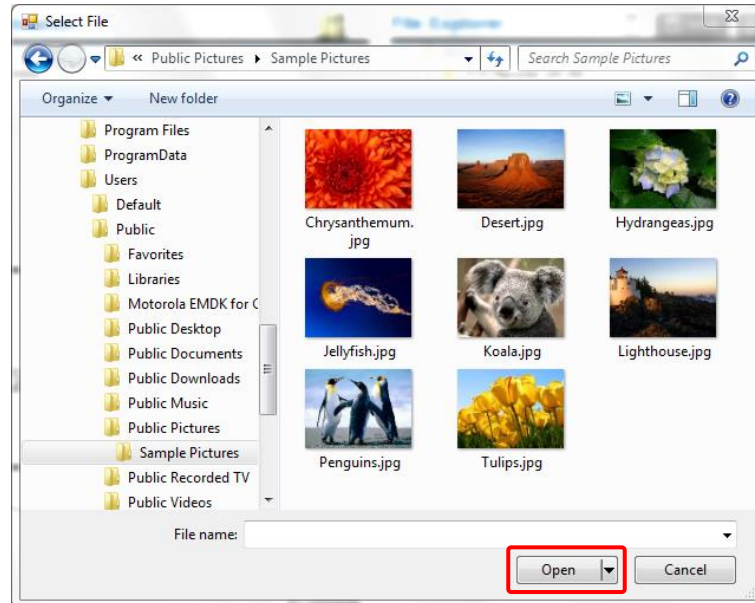 Select File
File Explorer
« Public Pictures Sample Pictures
Search Sample Pictures
Organize New folder
Program Files
ProgramData
Users
Default
Public
Favorites
Libraries
Motorola EMDK for C
Public Desktop
Public Documents
Public Downloads
Public Music
Public Pictures
Sample Pictures
Public Recorded TV
Public Videos
Chrysanthemum.
jpg
Desert.jpg
Hydrangeas.jpg
Jellyfish.jpg
Koala.jpg
Lighthouse.jpg
Penguins.jpg
Tulips.jpg
File name:
Open
Cancel